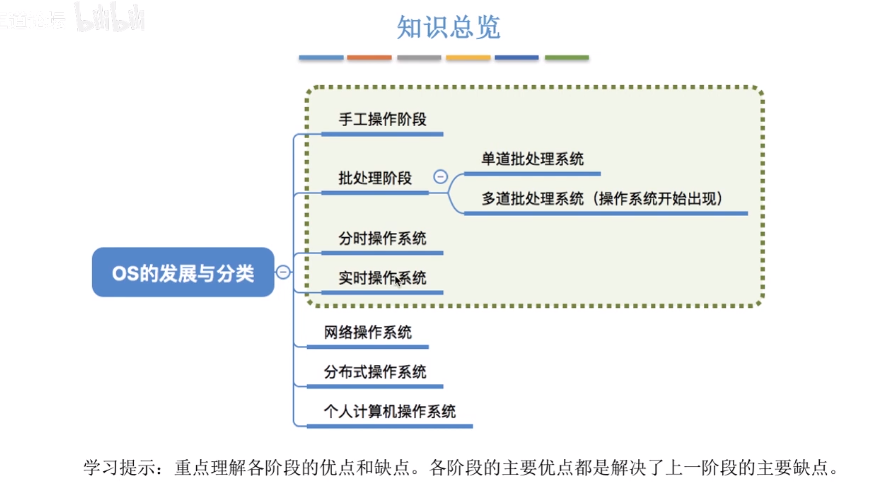 bilibili
知识总览
手工操作阶段
批处理阶段
单道批处理系统
多道批处理系统（操作系统开始出现）
分时操作系统
实时操作系统
OS的发展与分类
网络操作系统
分布式操作系统
个人计算机操作系统
学习提示：重点理解各阶段的优点和缺点。各阶段的主要优点都是解决了上一阶段的主要缺点。